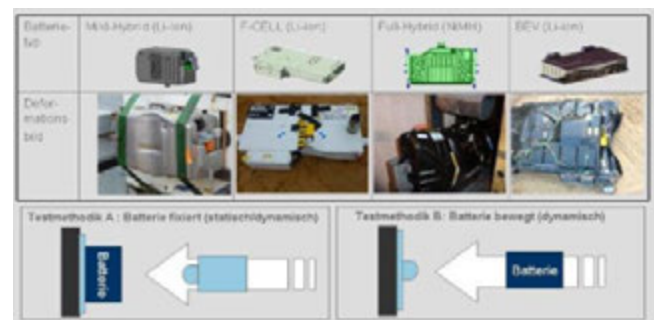 Batterie- Mild-Hybrid (Li-Ion) F-CELL (Li-Ion) Full-Hybrid (NiMH) BEV (Li-Ion)
Defor-
mations-
bild
Testmethodik A : Batterie fixiert (statisch/dynamisch)
Testmethodik B : Batterie bewegt (dynamisch)
Batterie
Batterie